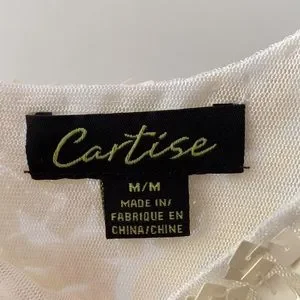 Cartise
M/M
MADE IN/
FABRIQUE EN
CHINA/CHINE